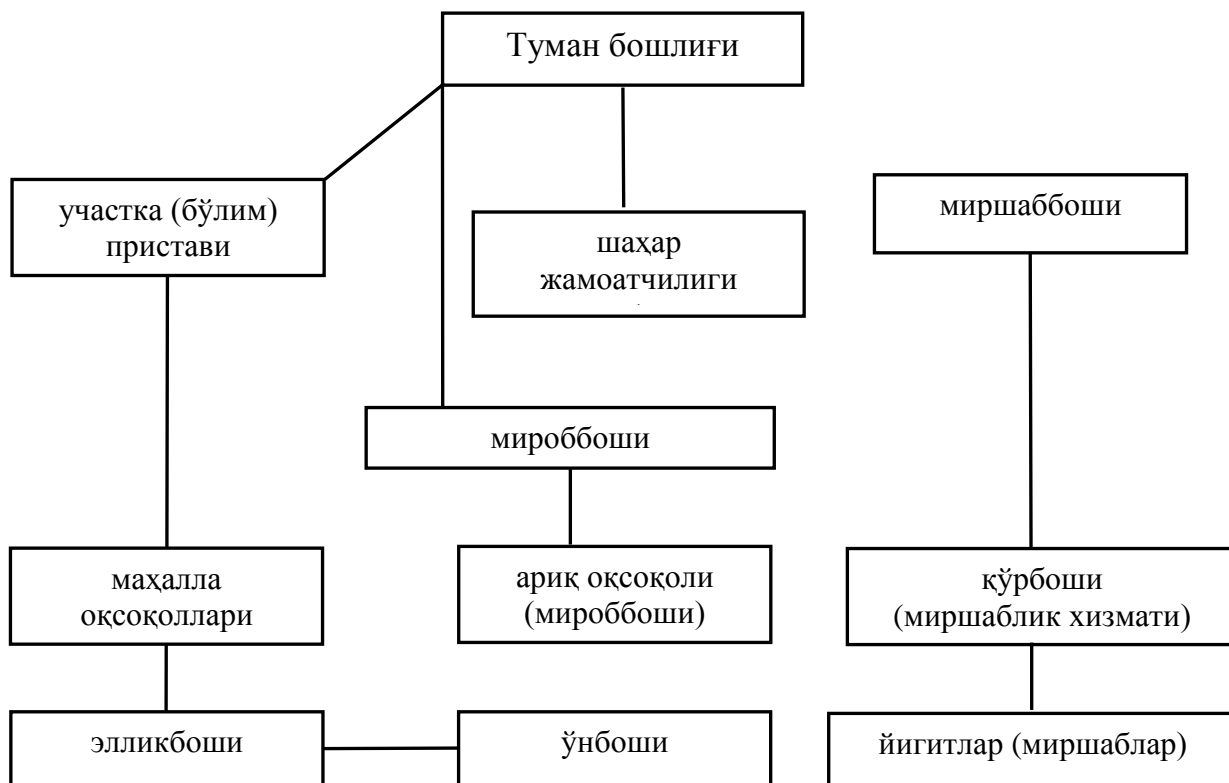 Туман бошлиғи
участка (бўлим)
пристави
миршаббоши
шаҳар
жамоатчилиги
мироббоши
маҳалла
оқсоқоллари
ариқ оқсоқоли
(мироббоши)
қўрбоши
(миршаблик хизмати)
элликбоши
ўнбоши
йигитлар (миршаблар)